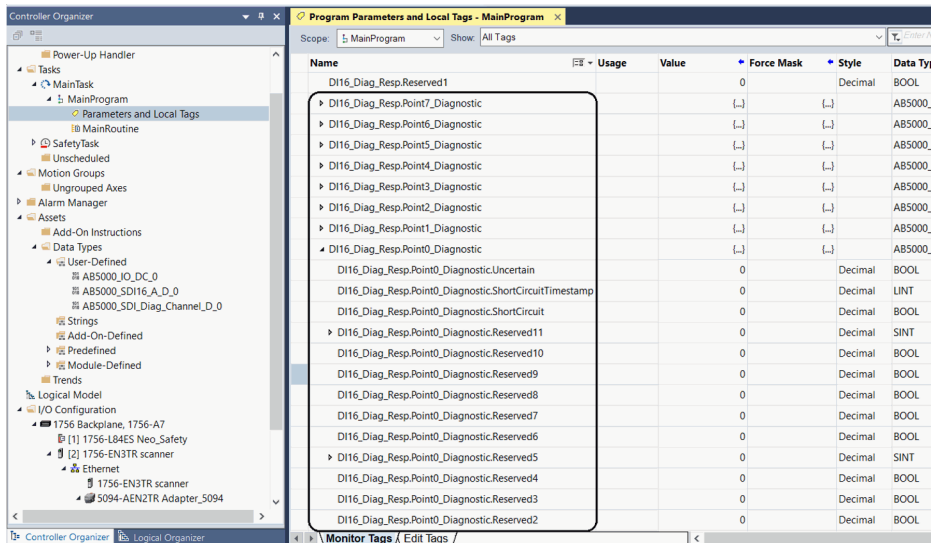 Controller Organizer
Power-Up Handler
Tasks
MainTask
MainProgram
Parameters and Local Tags
MainRoutine
SafetyTask
Unscheduled
Motion Groups
Ungrouped Axes
Alarm Manager
Assets
Add-On Instructions
Data Types
User-Defined
AB5000_IO_DC_0
AB5000_SDI16_A_D_0
AB5000_SDI_Diag_Channel_D_0
Strings
Add-On-Defined
Predefined
Module-Defined
Trends
Logical Model
I/O Configuration
1756 Backplane, 1756-A7
[1] 1756-L84ES Neo_Safety
[2] 1756-EN3TR scanner
Ethernet
1756-EN3TR scanner
5094-AEN2TR Adapter_5094
Controller Organizer Logical Organizer
Program Parameters and Local Tags - MainProgram
Scope: MainProgram Show: All Tags Enter N
Name Usage Value Force Mask Style Data Typ
DI16_Diag_Resp.Reserved1 0 Decimal BOOL
DI16_Diag_Resp.Point7_Diagnostic {...} {...} AB5000_
DI16_Diag_Resp.Point6_Diagnostic {...} {...} AB5000_
DI16_Diag_Resp.Point5_Diagnostic {...} {...} AB5000_
DI16_Diag_Resp.Point4_Diagnostic {...} {...} AB5000_
DI16_Diag_Resp.Point3_Diagnostic {...} {...} AB5000_
DI16_Diag_Resp.Point2_Diagnostic {...} {...} AB5000_
DI16_Diag_Resp.Point1_Diagnostic {...} {...} AB5000_
DI16_Diag_Resp.Point0_Diagnostic {...} {...} AB5000_
DI16_Diag_Resp.Point0_Diagnostic.Uncertain 0 Decimal BOOL
DI16_Diag_Resp.Point0_Diagnostic.ShortCircuitTimestamp 0 Decimal LINT
DI16_Diag_Resp.Point0_Diagnostic.ShortCircuit 0 Decimal BOOL
DI16_Diag_Resp.Point0_Diagnostic.Reserved11 0 Decimal SINT
DI16_Diag_Resp.Point0_Diagnostic.Reserved10 0 Decimal BOOL
DI16_Diag_Resp.Point0_Diagnostic.Reserved9 0 Decimal BOOL
DI16_Diag_Resp.Point0_Diagnostic.Reserved8 0 Decimal BOOL
DI16_Diag_Resp.Point0_Diagnostic.Reserved7 0 Decimal BOOL
DI16_Diag_Resp.Point0_Diagnostic.Reserved6 0 Decimal BOOL
DI16_Diag_Resp.Point0_Diagnostic.Reserved5 0 Decimal SINT
DI16_Diag_Resp.Point0_Diagnostic.Reserved4 0 Decimal BOOL
DI16_Diag_Resp.Point0_Diagnostic.Reserved3 0 Decimal BOOL
DI16_Diag_Resp.Point0_Diagnostic.Reserved2 0 Decimal BOOL
Monitor Tags Edit Tags